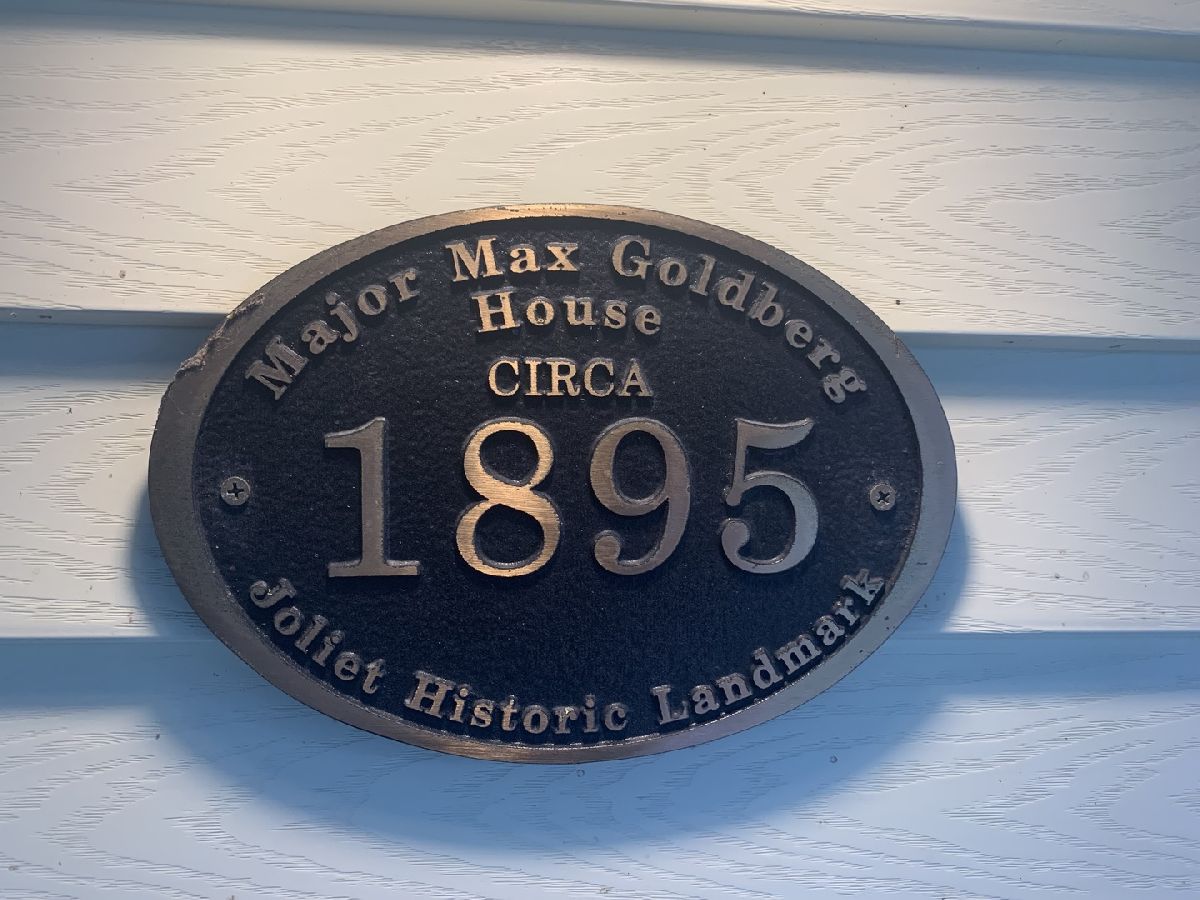 Major Max Goldberg
House
CIRCA
1895
Joliet Historic Landmark